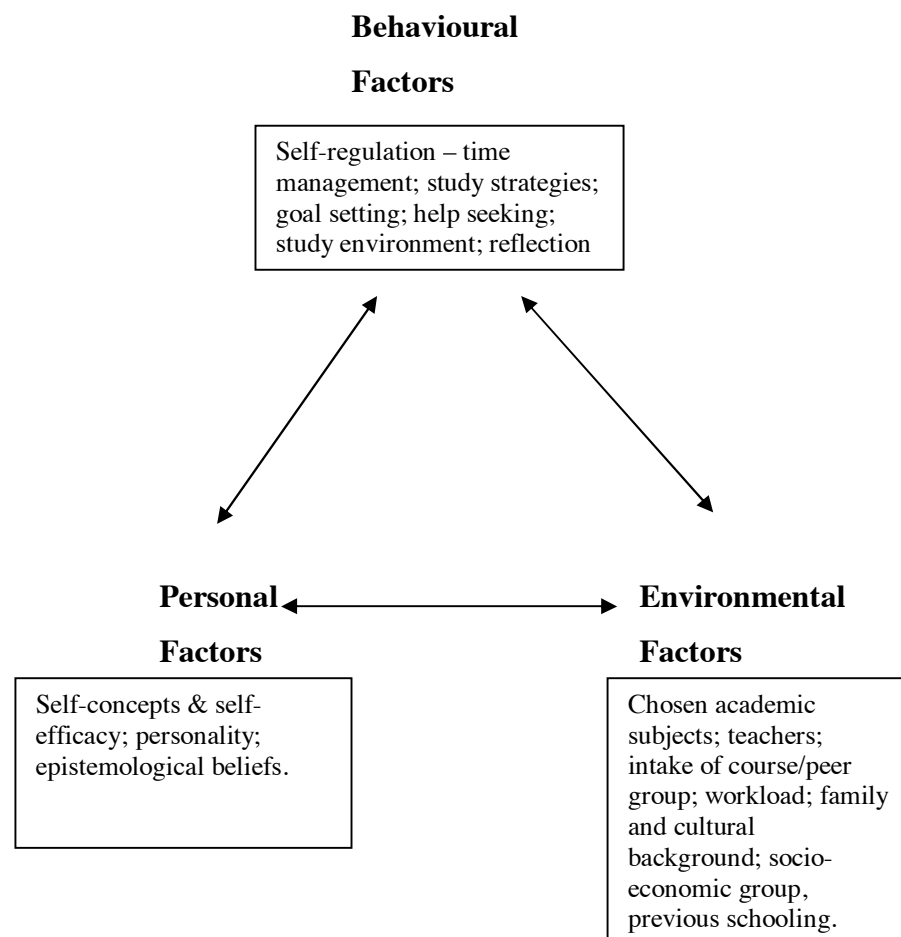 Behavioural
Factors
Self-regulation – time
management; study strategies;
goal setting; help seeking;
study environment; reflection
Personal
Factors
Self-concepts & self-
efficacy; personality;
epistemological beliefs.
Environmental
Factors
Chosen academic
subjects; teachers;
intake of course/peer
group; workload; family
and cultural
background; socio-
economic group,
previous schooling.